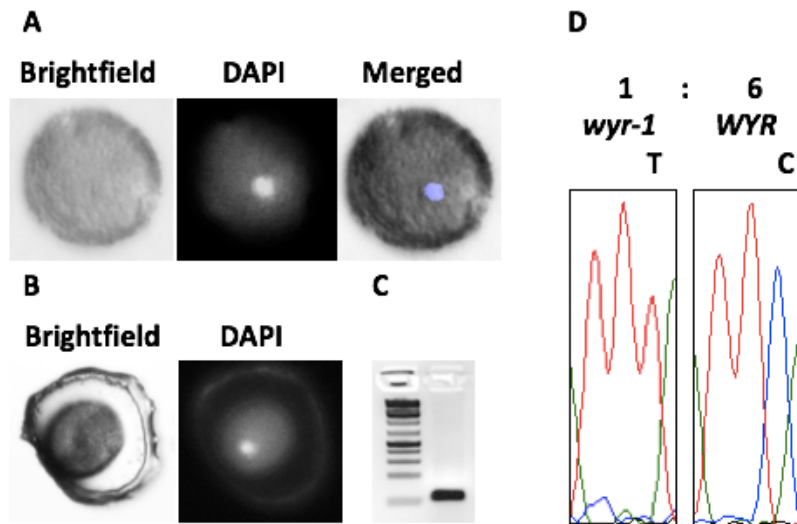 A
Brightfield DAPI Merged
B C
Brightfield DAPI
D
1 : 6
wyr-1 WYR
T C